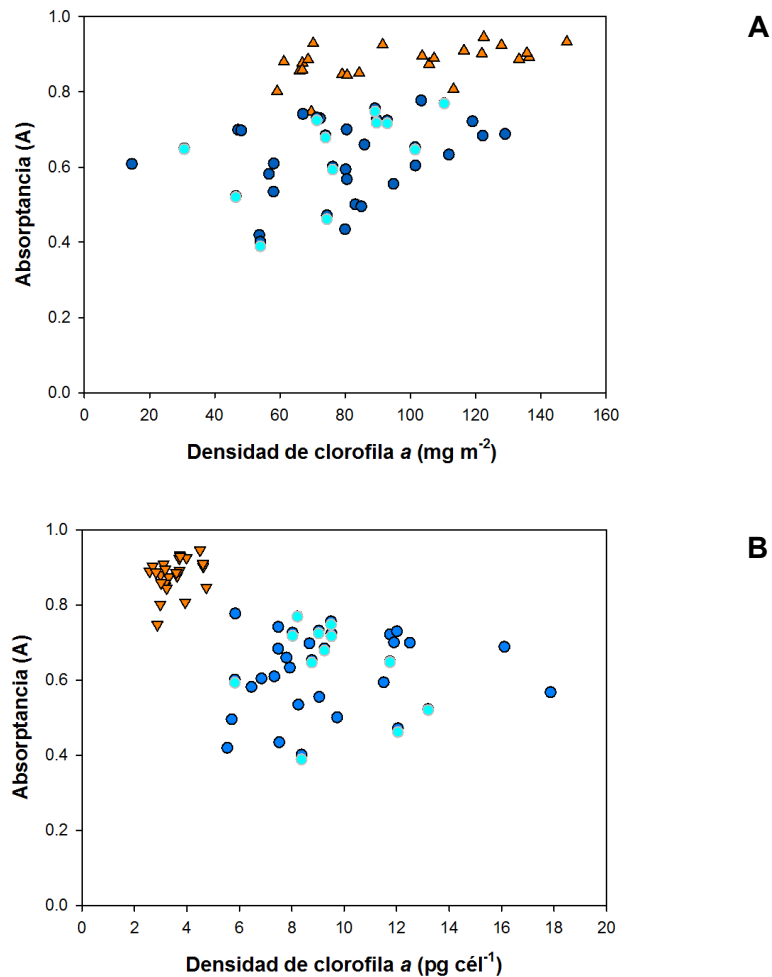 A
1.0
0.8
0.6
0.4
0.2
0.0
Absorptancia (A)
0 20 40 60 80 100 120 140 160
Densidad de clorofila a (mg m-2)
B
1.0
0.8
0.6
0.4
0.2
0.0
Absorptancia (A)
0 2 4 6 8 10 12 14 16 18 20
Densidad de clorofila a (pg cél-1)